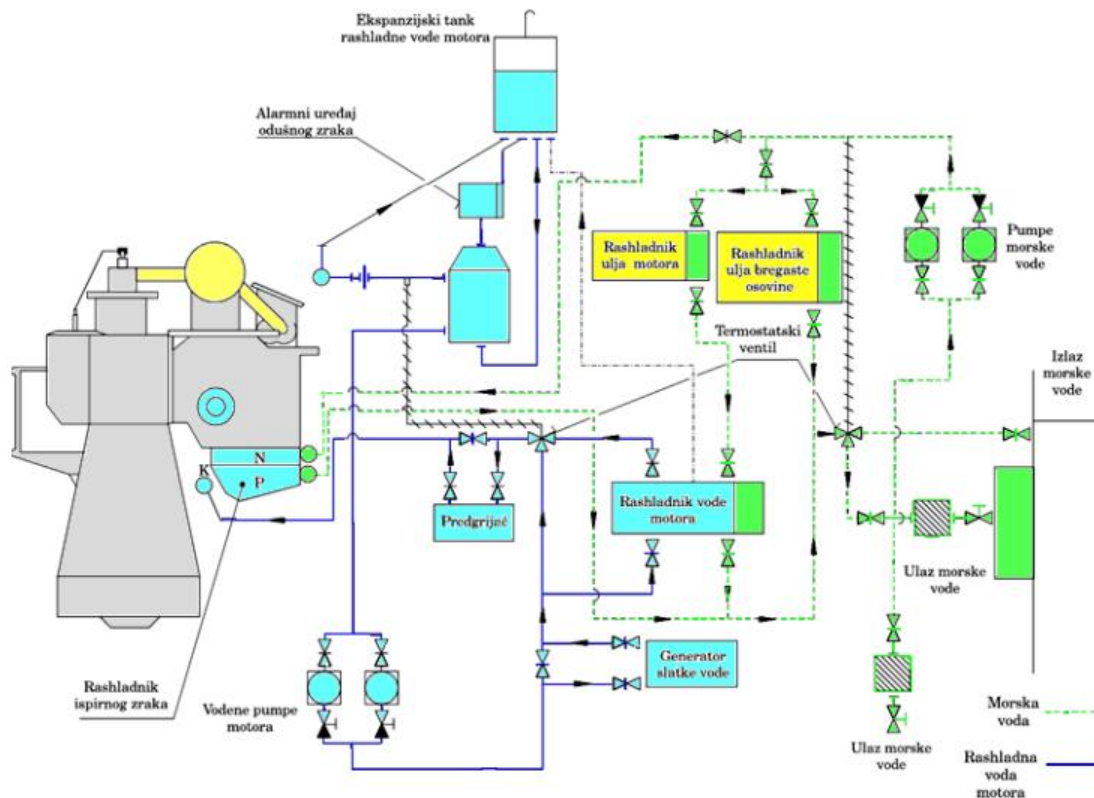 Ekspanzijski tank
rashladne vode motora
Alarmni uređaj
odušnog zraka
Rashladnik
ulja motora
Rashladnik
ulja bregaste
osovine
Pumpe
morske
vode
Termostatski
ventil
Izlaz
morske
vode
N
K
P
Predgrijač
Rashladnik vode
motora
Ulaz morske
vode
Generator
slatke vode
Rashladnik
ispirnog zraka
Vodene pumpe
motora
Ulaz morske
vode
Morska
voda
Rashladna
voda
motora